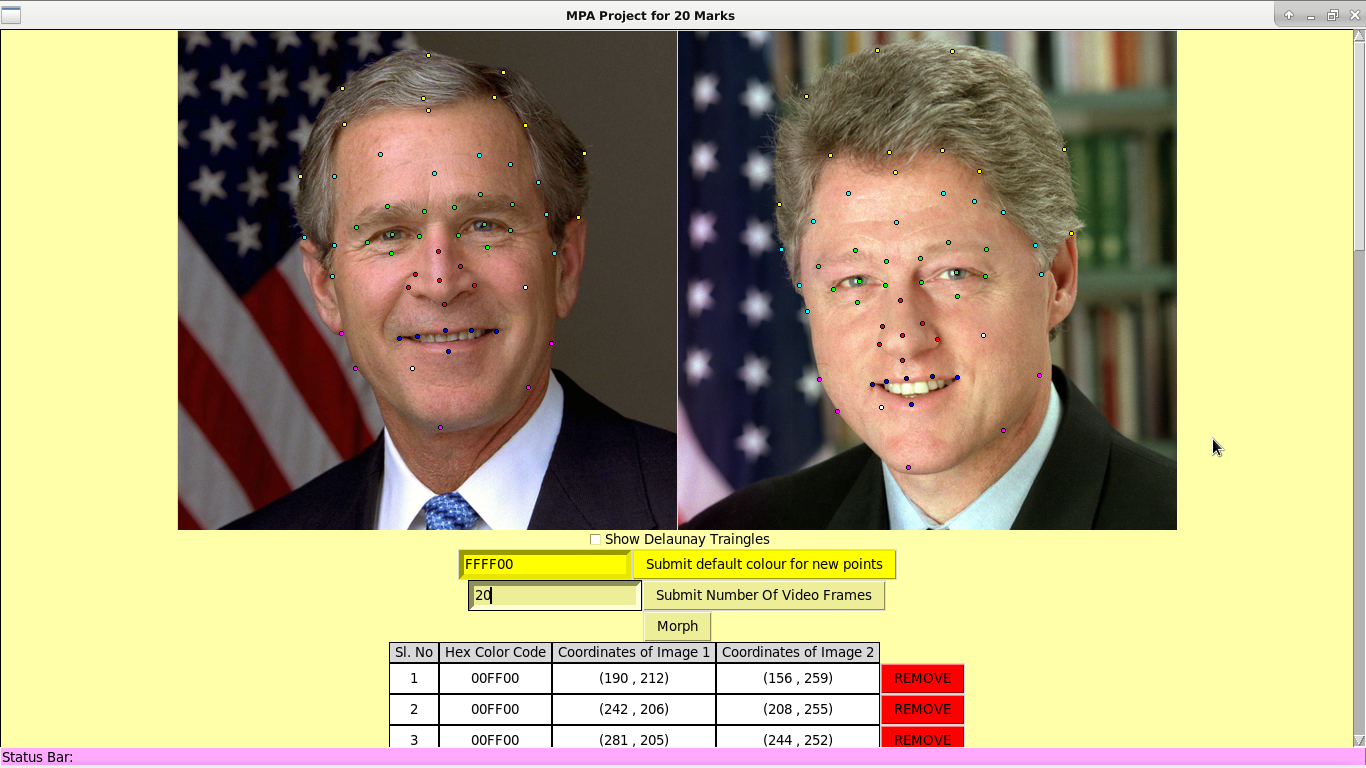 MPA Project for 20 Marks
Show Delaunay Traingles
FFFF00 Submit default colour for new points
20 Submit Number Of Video Frames
Morph
Sl. No Hex Color Code Coordinates of Image 1 Coordinates of Image 2
1 00FF00 (190 , 212) (156 , 259) REMOVE
2 00FF00 (242 , 206) (208 , 255) REMOVE
3 00FF00 (281 , 205) (244 , 252) REMOVE
Status Bar: